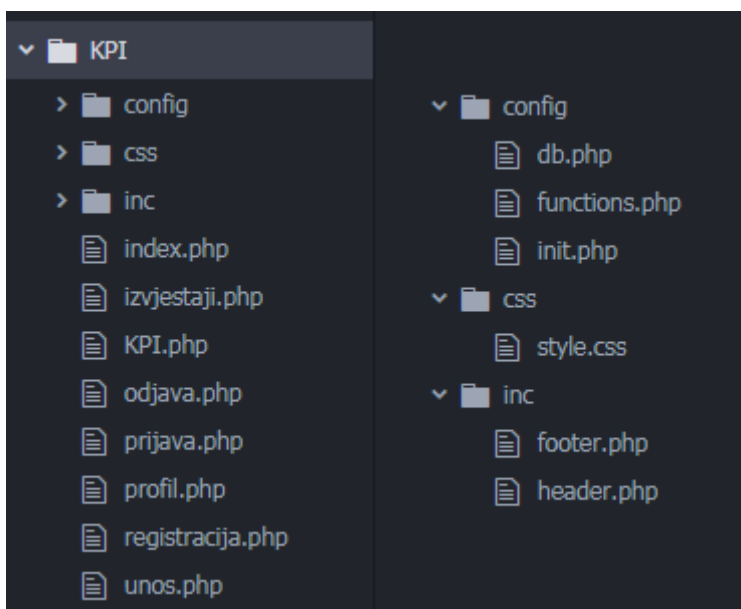 KPI
config
css
inc
index.php
izvjestaji.php
KPI.php
odjava.php
prijava.php
profil.php
registracija.php
unos.php
config
db.php
functions.php
init.php
css
style.css
inc
footer.php
header.php